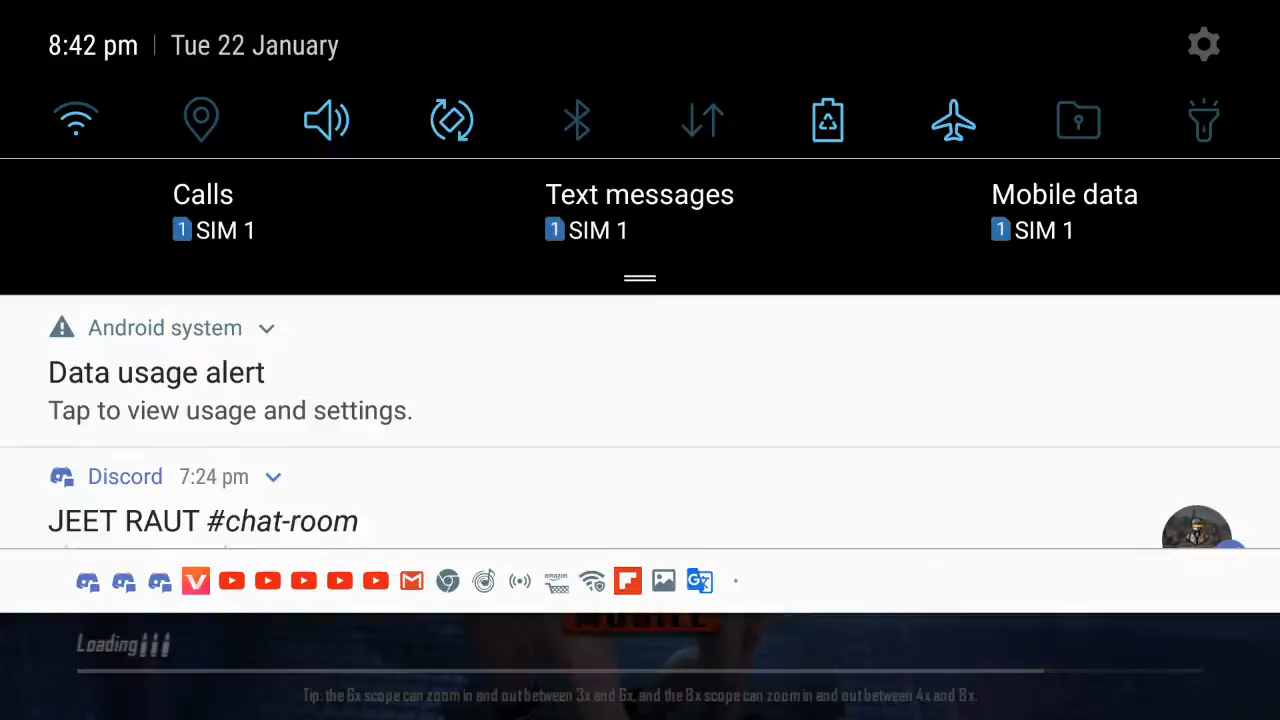 8:42 pm | Tue 22 January
Calls
1 SIM 1
Text messages
1 SIM 1
Mobile data
1 SIM 1
Android system
Data usage alert
Tap to view usage and settings.
Discord 7:24 pm
JEET RAUT #chat-room
amazon
MOBILE
Loading
Tip: the 6x scope can zoom in and out between 3x and 6x, and the 8x scope can zoom in and out between 4x and 8x.